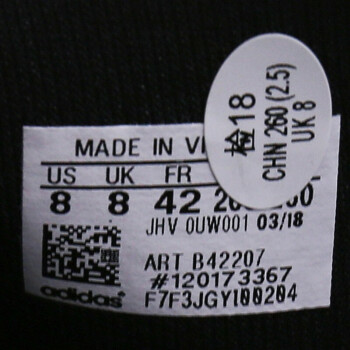 检18
CHN 260 (2.5)
UK 8
MADE IN
US UK FR
8 8 42
JHV 0UW001 03/18
ART B42207
#120173367
adidas
F7F3JGY100204